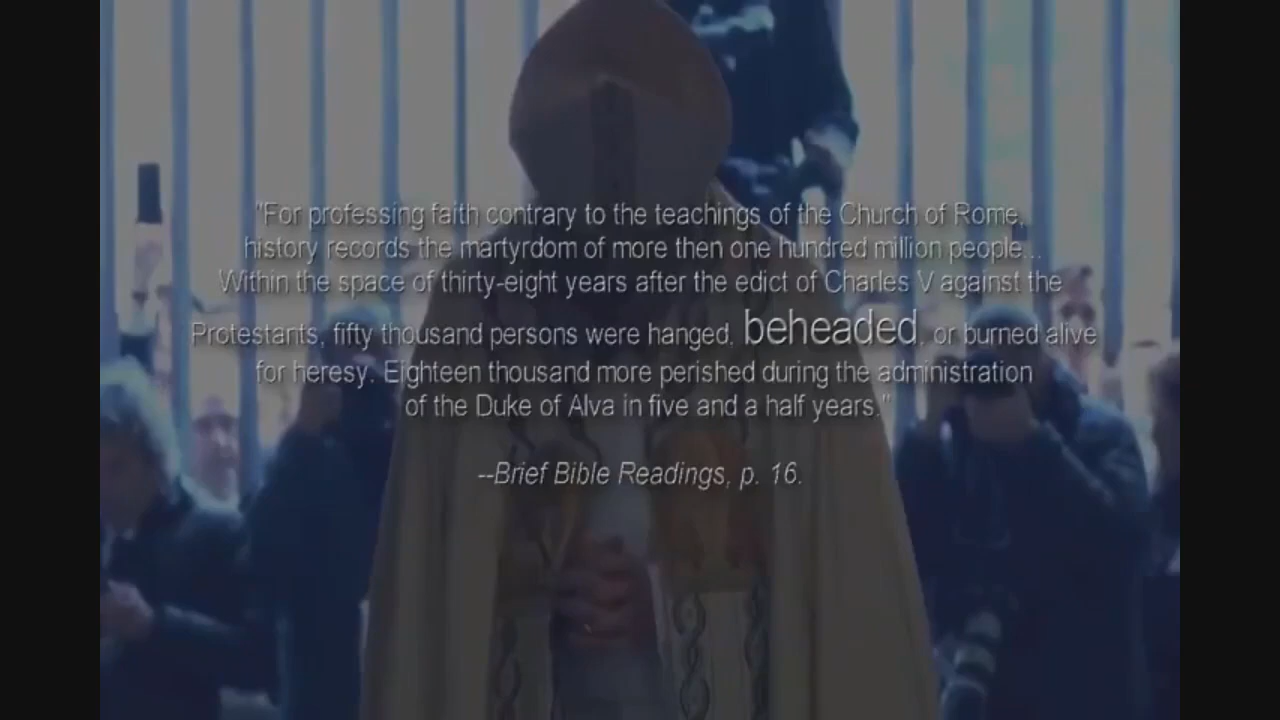 "For professing faith contrary to the teachings of the Church of Rome,
history records the martyrdom of more then one hundred million people...
Within the space of thirty-eight years after the edict of Charles V against the
Protestants, fifty thousand persons were hanged, beheaded, or burned alive
for heresy. Eighteen thousand more perished during the administration
of the Duke of Alva in five and a half years."
--Brief Bible Readings, p. 16.